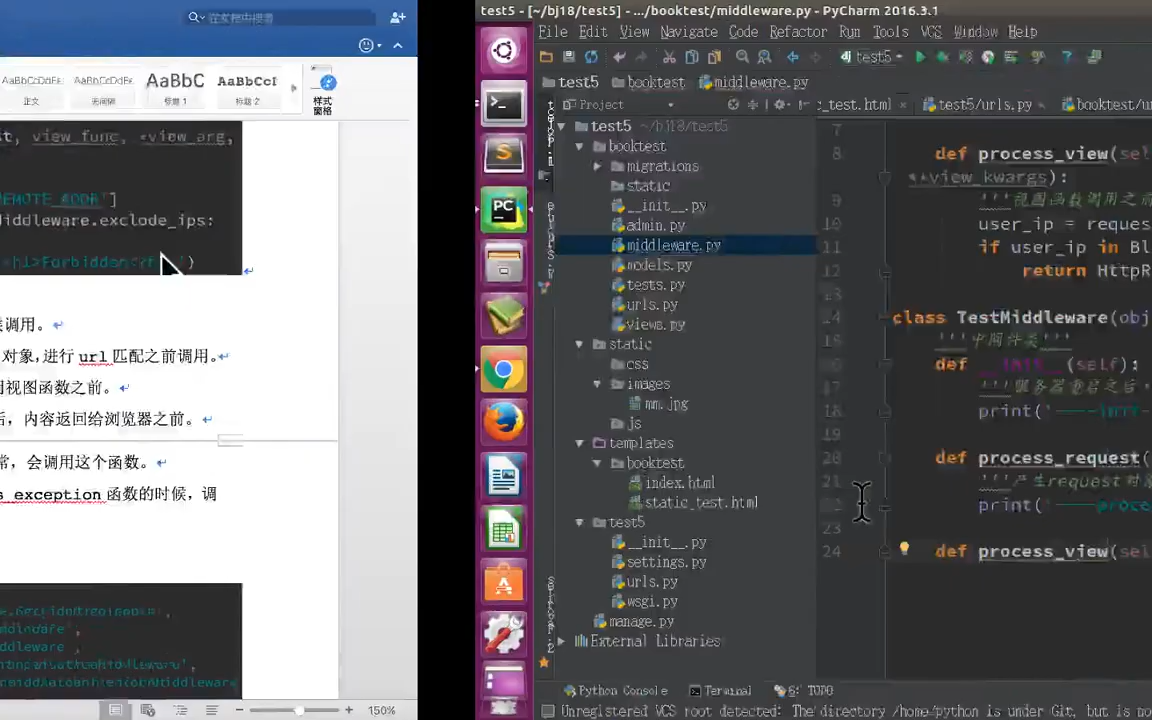 在文档中搜索
AaBbCcDdEe
AaBbCcDdEe
AaBbC
AaBbCcI
正文
无间隔
标题 1
标题 2
样式
窗格
view_func, *view_arg,
EMOTE_ADDR']
iddleware.exclude_ips:
<h1>Forbidden</
')
调用。
对象,进行 url 匹配之前调用。
视图函数之前。
后，内容返回给浏览器之前。
常，会调用这个函数。
s_exception 函数的时候，调
150%
test5 - [~/bj18/test5] - .../booktest/middleware.py - PyCharm 2016.3.1
File Edit View Navigate Code Refactor Run Tools VCS Window Help
test5
test5 booktest middleware.py
Project
_test.html test5/urls.py
test5 ~/bj18/test5
booktest
migrations
static
__init__.py
admin.py
middleware.py
models.py
tests.py
urls.py
views.py
static
css
images
mm.jpg
js
templates
booktest
index.html
static_test.html
test5
__init__.py
settings.py
urls.py
wsgi.py
manage.py
External Libraries
7
8 def process_view(sel
**view_kwargs):
9 '''视图函数调用之前
10 user_ip = reques
11 if user_ip in Bl
12 return HttpR
13
14 class TestMiddleware(obj
15 '''中间件类'''
16 def __init__(self):
17 '''服务器重启之后,
18 print('----init-
19
20 def process_request(
21 '''产生request对象
22 print('----proce
23
24 def process_view(sel
Python Console Terminal 6: TODO
Unregistered VCS root detected: The directory /home/python is under Git, but is no